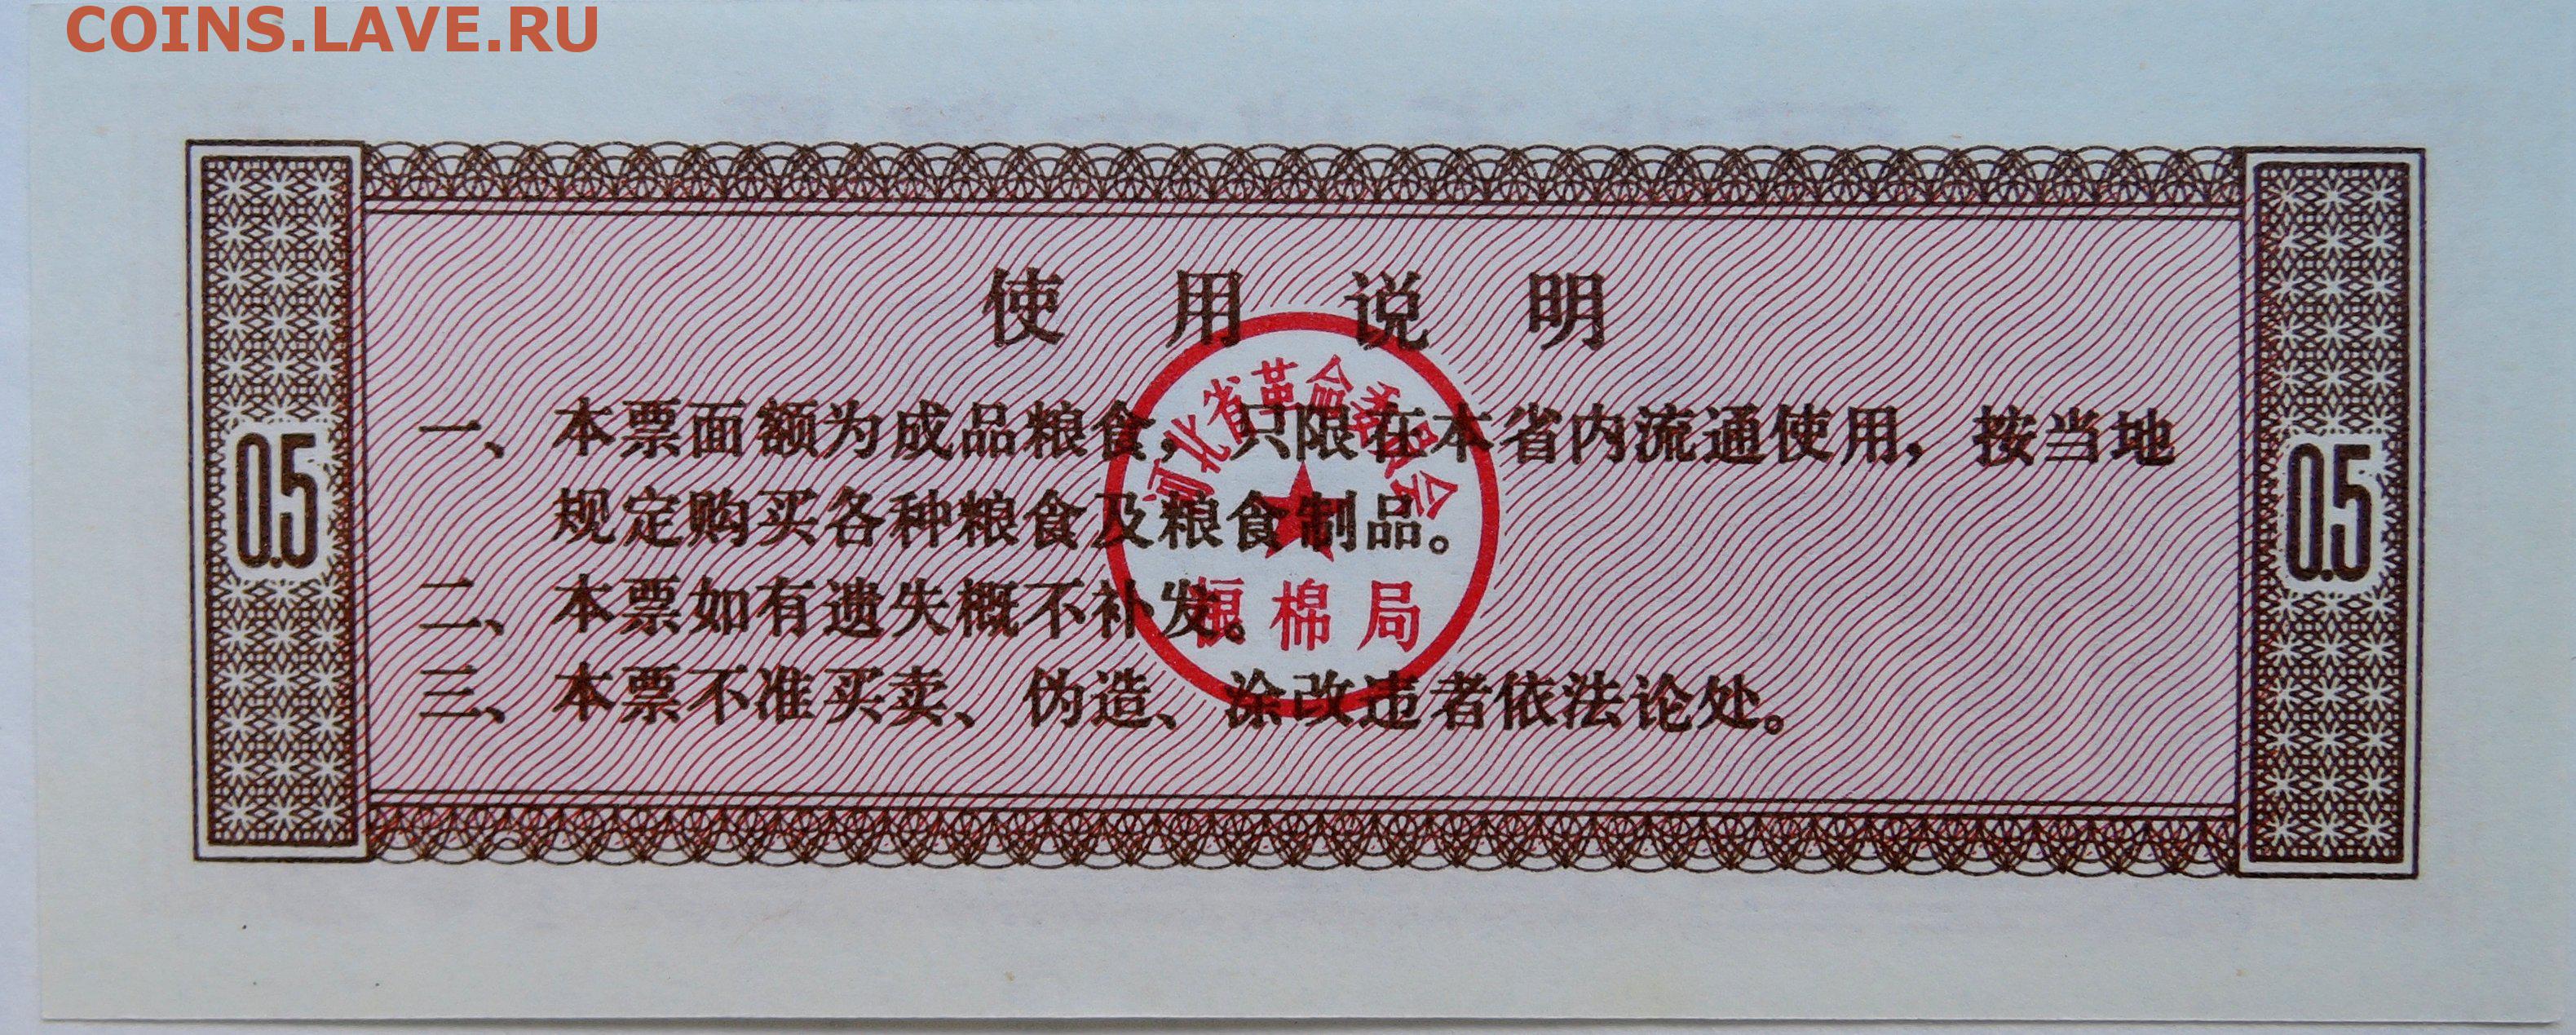 COINS.LAVE.RU
使用说明
一、本票面额为成品粮食，只限在本省内流通使用，按当地
规定购买各种粮食及粮食制品。
二、本票如有遗失概不补发。
三、本票不准买卖、伪造、涂改违者依法论处。
0.5
0.5
河北省革命委员会
粮棉局